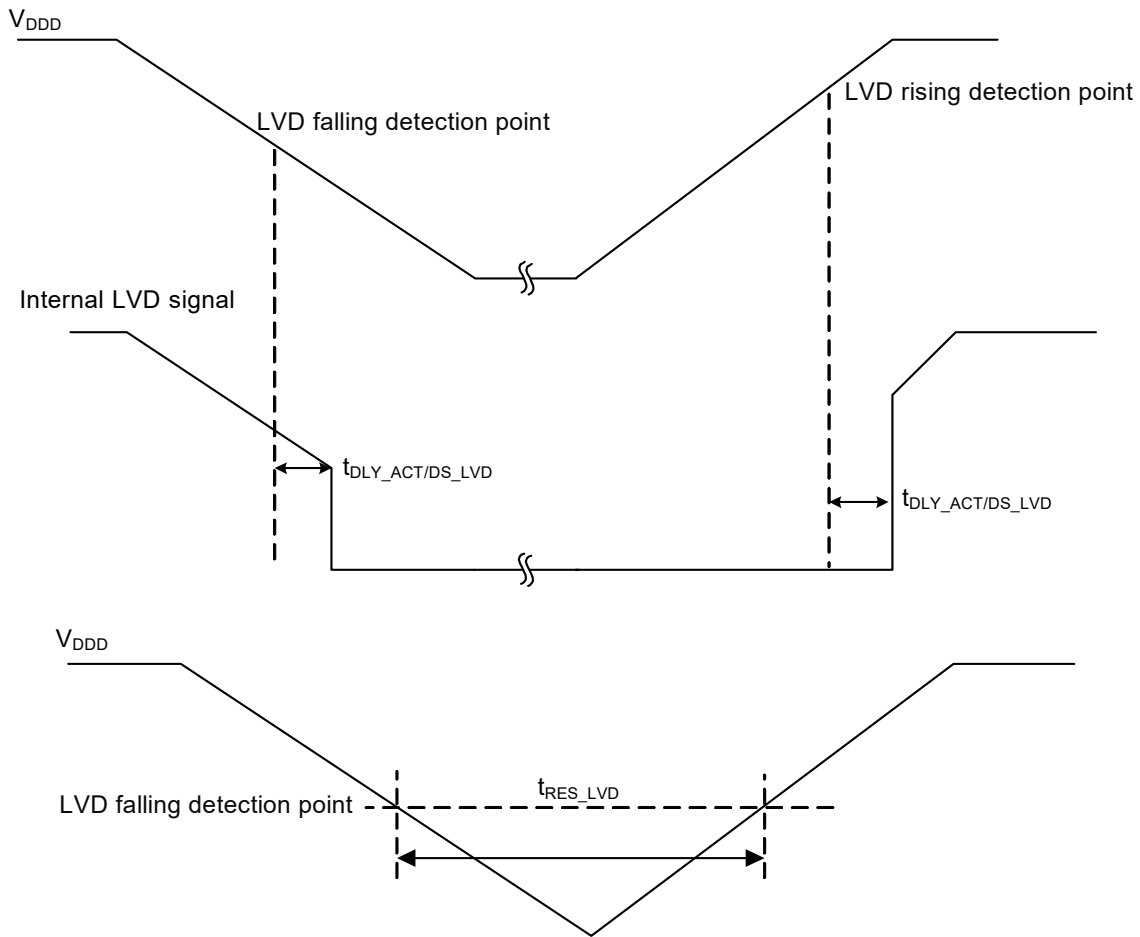 VDDD
LVD rising detection point
LVD falling detection point
Internal LVD signal
tDLY_ACT/DS_LVD
tDLY_ACT/DS_LVD
VDDD
tRES_LVD
LVD falling detection point